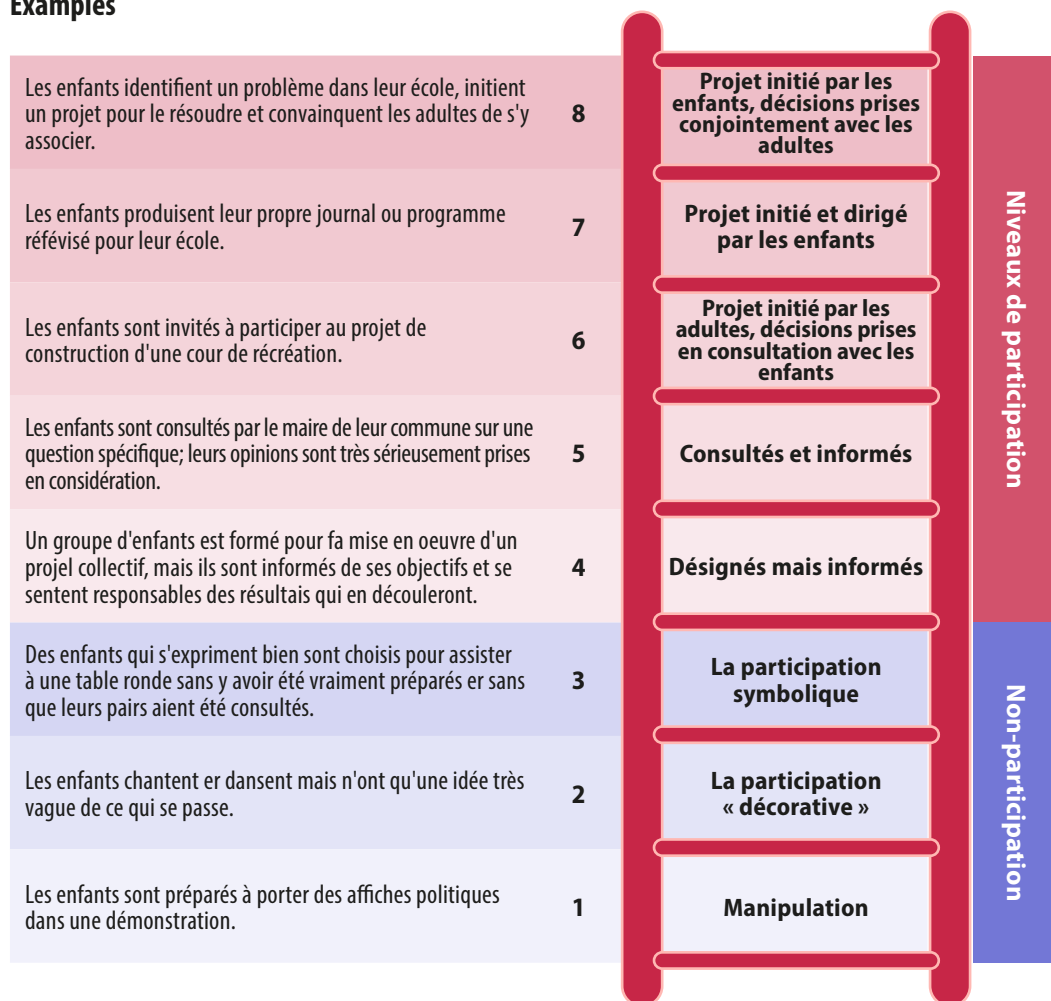 Examples
Les enfants identifient un problème dans leur école, initient
un projet pour le résoudre et convainquent les adultes de s'y
associer.
8
Projet initié par les
enfants, décisions prises
conjointement avec les
adultes
Les enfants produisent leur propre journal ou programme
réfévisé pour leur école.
7
Projet initié et dirigé
par les enfants
Les enfants sont invités à participer au projet de
construction d'une cour de récréation.
6
Projet initié par les
adultes, décisions prises
en consultation avec les
enfants
Les enfants sont consultés par le maire de leur commune sur une
question spécifique; leurs opinions sont très sérieusement prises
en considération.
5
Consultés et informés
Un groupe d'enfants est formé pour fa mise en oeuvre d'un
projel collectif, mais ils sont informés de ses objectifs et se
sentent responsables des résultais qui en découleront.
4
Désignés mais informés
Niveaux de participation
Des enfants qui s'expriment bien sont choisis pour assister
à une table ronde sans y avoir été vraiment préparés er sans
que leurs pairs aient été consultés.
3
La participation
symbolique
Les enfants chantent er dansent mais n'ont qu'une idée très
vague de ce qui se passe.
2
La participation
« décorative »
Les enfants sont préparés à porter des affiches politiques
dans une démonstration.
1
Manipulation
Non-participation